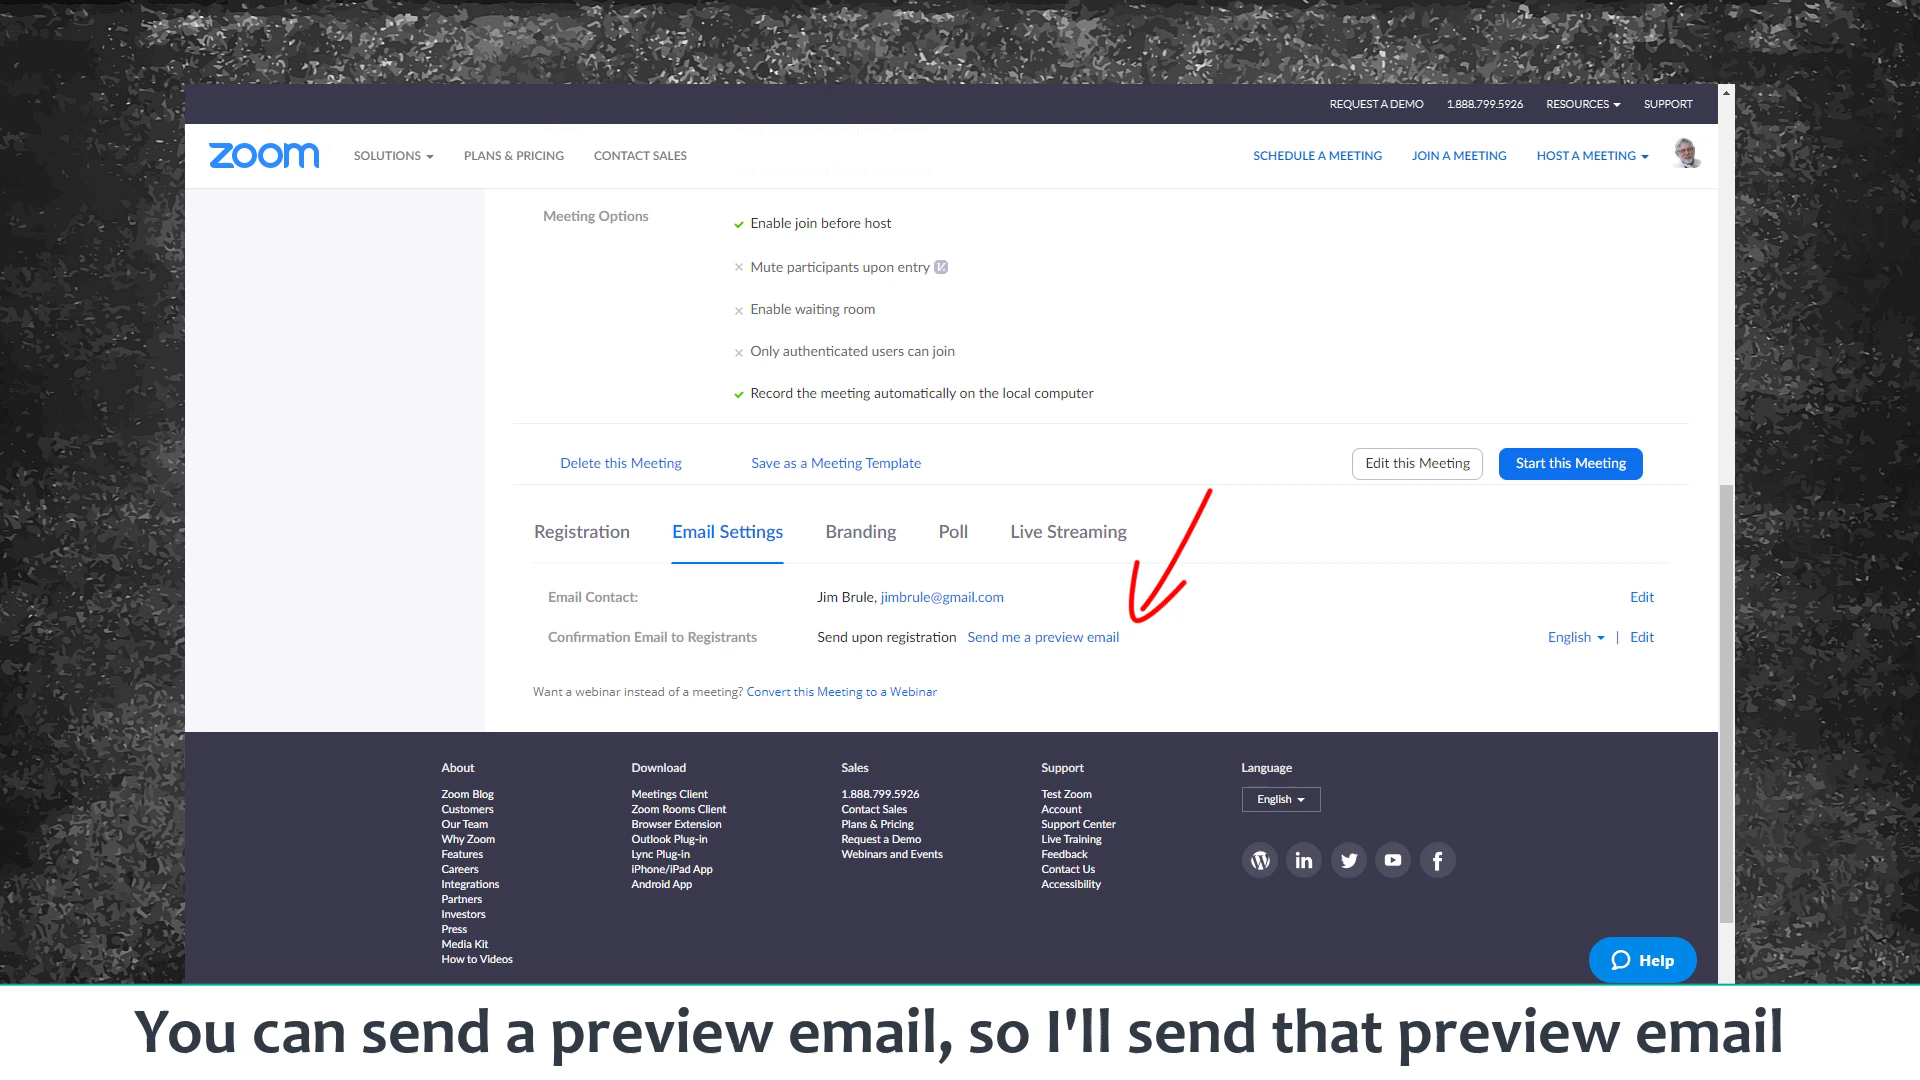 REQUEST A DEMO 1.888.799.5926 RESOURCES SUPPORT
zoom SOLUTIONS PLANS & PRICING CONTACT SALES SCHEDULE A MEETING JOIN A MEETING HOST A MEETING
Meeting Options
Enable join before host
Mute participants upon entry
Enable waiting room
Only authenticated users can join
Record the meeting automatically on the local computer
Delete this Meeting Save as a Meeting Template Edit this Meeting Start this Meeting
Registration Email Settings Branding Poll Live Streaming
Email Contact: Jim Brule, jimbrule@gmail.com Edit
Confirmation Email to Registrants Send upon registration Send me a preview email English | Edit
Want a webinar instead of a meeting? Convert this Meeting to a Webinar
About
Zoom Blog
Customers
Our Team
Why Zoom
Features
Careers
Integrations
Partners
Investors
Press
Media Kit
How to Videos
Download
Meetings Client
Zoom Rooms Client
Browser Extension
Outlook Plug-in
Lync Plug-in
iPhone/iPad App
Android App
Sales
1.888.799.5926
Contact Sales
Plans & Pricing
Request a Demo
Webinars and Events
Support
Test Zoom
Account
Support Center
Live Training
Feedback
Contact Us
Accessibility
Language
English
Help
You can send a preview email, so I'll send that preview email